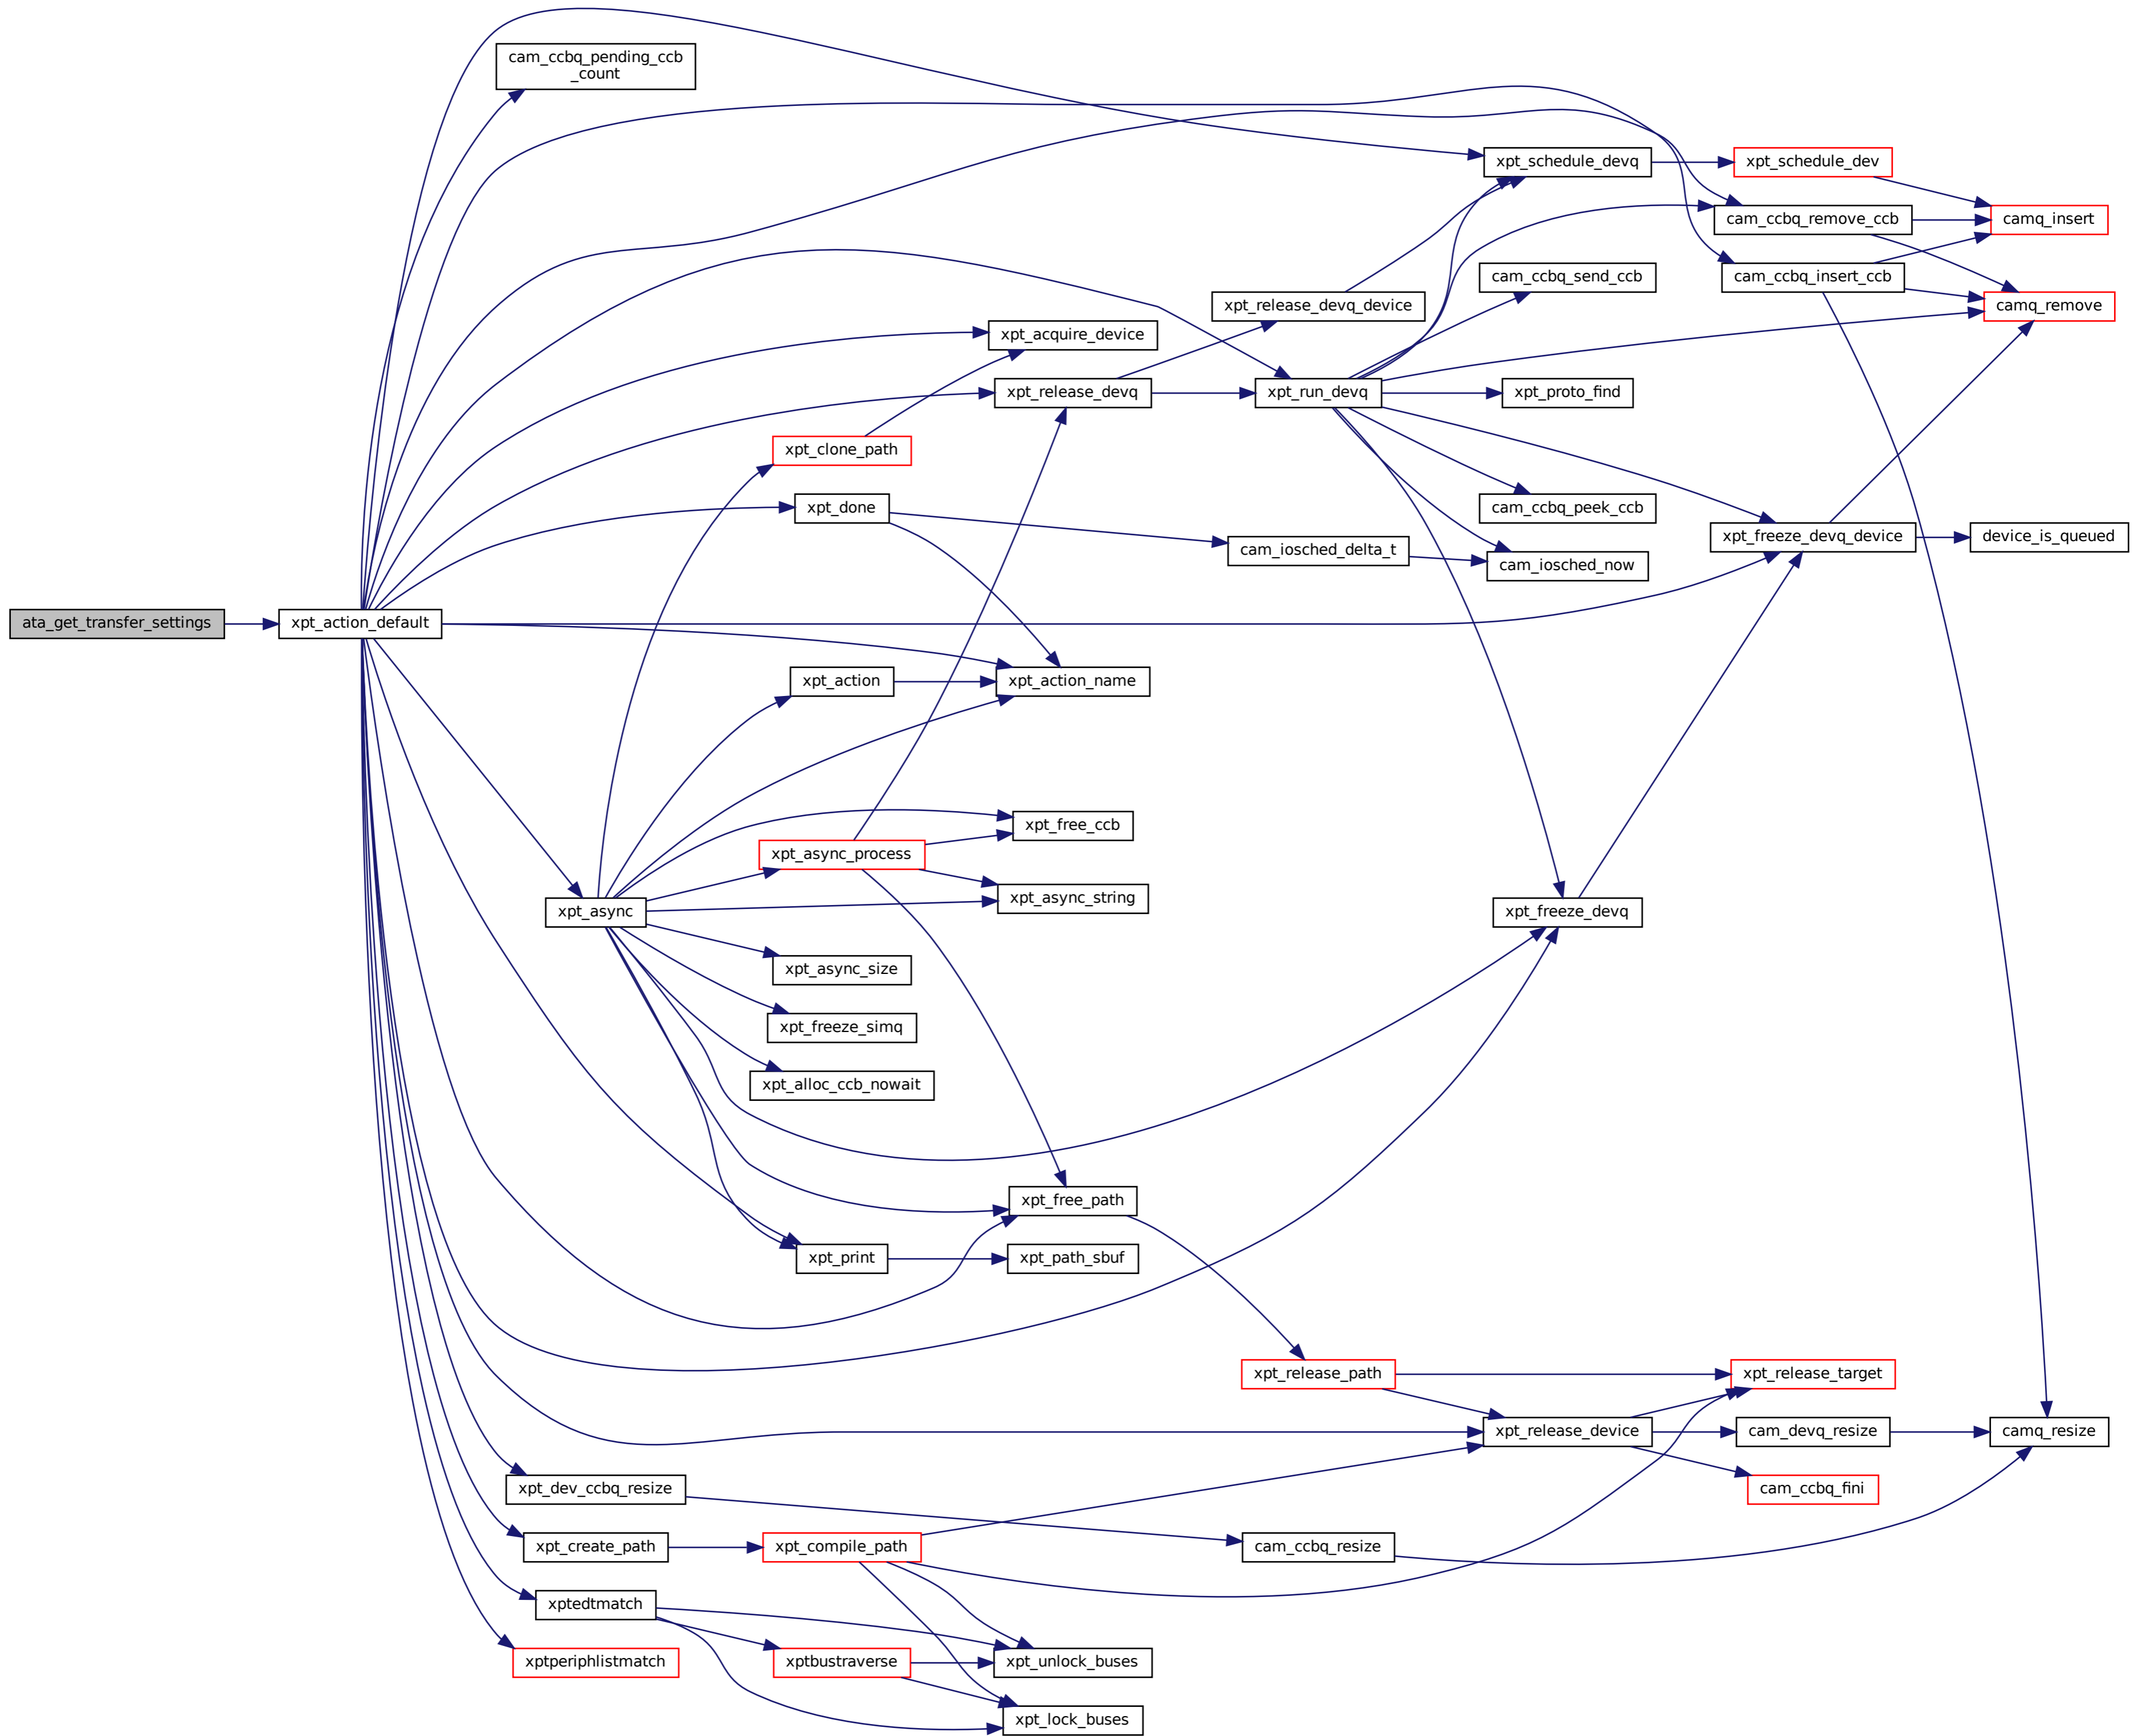 cam_ccbq_pending_ccb
_count
xpt_schedule_devq
xpt_schedule_dev
cam_ccbq_remove_ccb
camq_insert
cam_ccbq_send_ccb
cam_ccbq_insert_ccb
xpt_release_devq_device
camq_remove
xpt_acquire_device
xpt_release_devq
xpt_run_devq
xpt_proto_find
xpt_clone_path
xpt_done
cam_ccbq_peek_ccb
xpt_freeze_devq_device
device_is_queued
cam_iosched_delta_t
cam_iosched_now
ata_get_transfer_settings
xpt_action_default
xpt_action
xpt_action_name
xpt_free_ccb
xpt_async_process
xpt_async_string
xpt_async
xpt_freeze_devq
xpt_async_size
xpt_freeze_simq
xpt_alloc_ccb_nowait
xpt_free_path
xpt_print
xpt_path_sbuf
xpt_release_path
xpt_release_target
xpt_release_device
cam_devq_resize
camq_resize
xpt_dev_ccbq_resize
cam_ccbq_fini
xpt_create_path
xpt_compile_path
cam_ccbq_resize
xptedtmatch
xptperiphlistmatch
xptbustraverse
xpt_unlock_buses
xpt_lock_buses